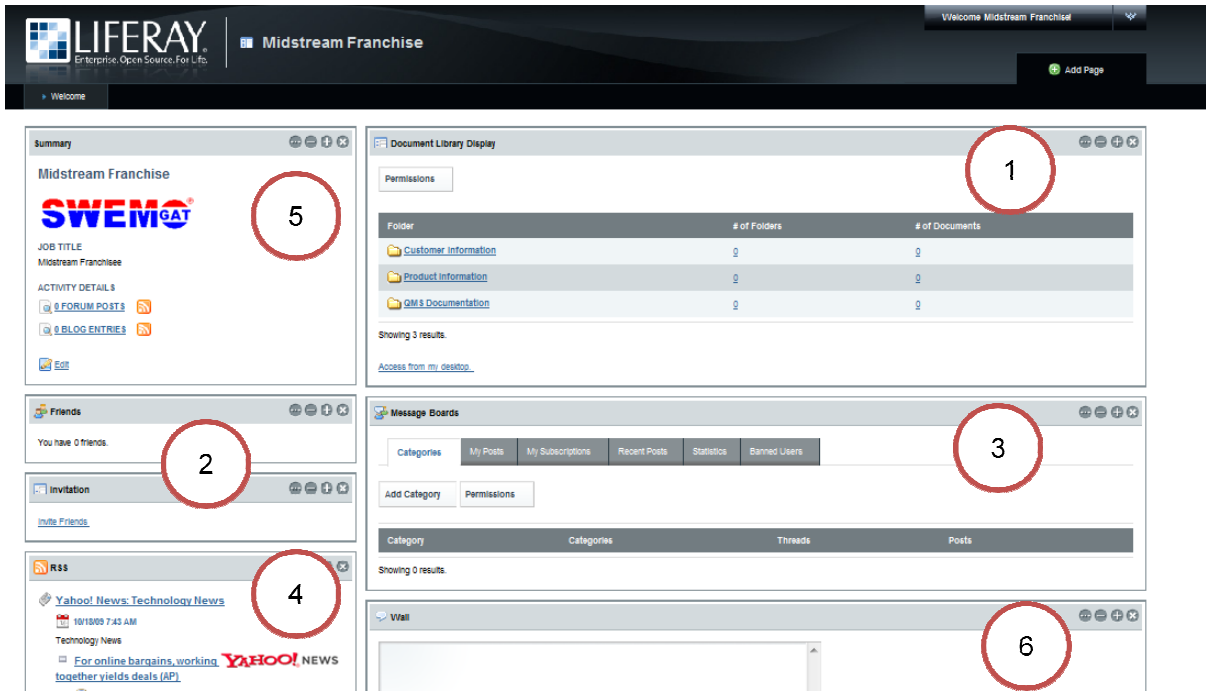 LIFERAY.
Enterprise. Open Source. For Life.
Midstream Franchise
Welcome Midstream Franchise!
Add Page
Welcome
Summary
Midstream Franchise
SWEMGAT®
JOB TITLE
Midstream Franchisee
ACTIVITY DETAILS
0 FORUM POSTS
0 BLOG ENTRIES
Edit
5
Friends
You have 0 friends.
2
Invitation
Invite Friends
RSS
4
Yahoo! News: Technology News
10/18/09 7:43 AM
Technology News
For online bargains, working
together yields deals (AP)
YAHOO! NEWS
Document Library Display
1
Permissions
Folder # of Folders # of Documents
Customer Information 0 0
Product Information 0 0
QMS Documentation 0 0
Showing 3 results.
Access from my desktop.
Message Boards
3
Categories My Posts My Subscriptions Recent Posts Statistics Banned Users
Add Category Permissions
Category Categories Threads Posts
Showing 0 results.
Wall
6